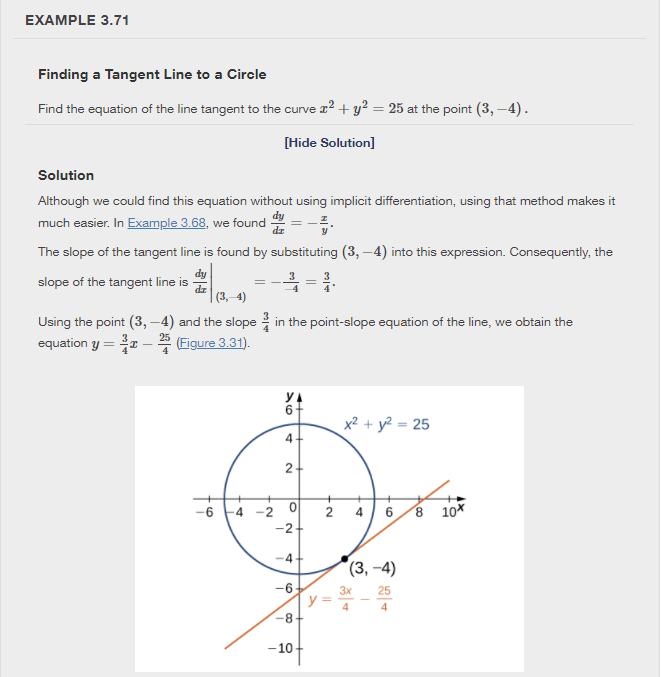 EXAMPLE 3.71
Finding a Tangent Line to a Circle
Find the equation of the line tangent to the curve x² + y² = 25 at the point (3, −4).
[Hide Solution]
Solution
Although we could find this equation without using implicit differentiation, using that method makes it
much easier. In Example 3.68, we found dy/dx = −x/y.
The slope of the tangent line is found by substituting (3, −4) into this expression. Consequently, the
slope of the tangent line is dy/dx|(3,−4) = −3/−4 = 3/4.
Using the point (3, −4) and the slope 3/4 in the point-slope equation of the line, we obtain the
equation y = 3/4x − 25/4 (Figure 3.31).
y
6
x² + y² = 25
4
2
−6 −4 −2 0 2 4 6 8 10 x
−2
−4
(3, −4)
−6
y = 3x/4 − 25/4
−8
−10